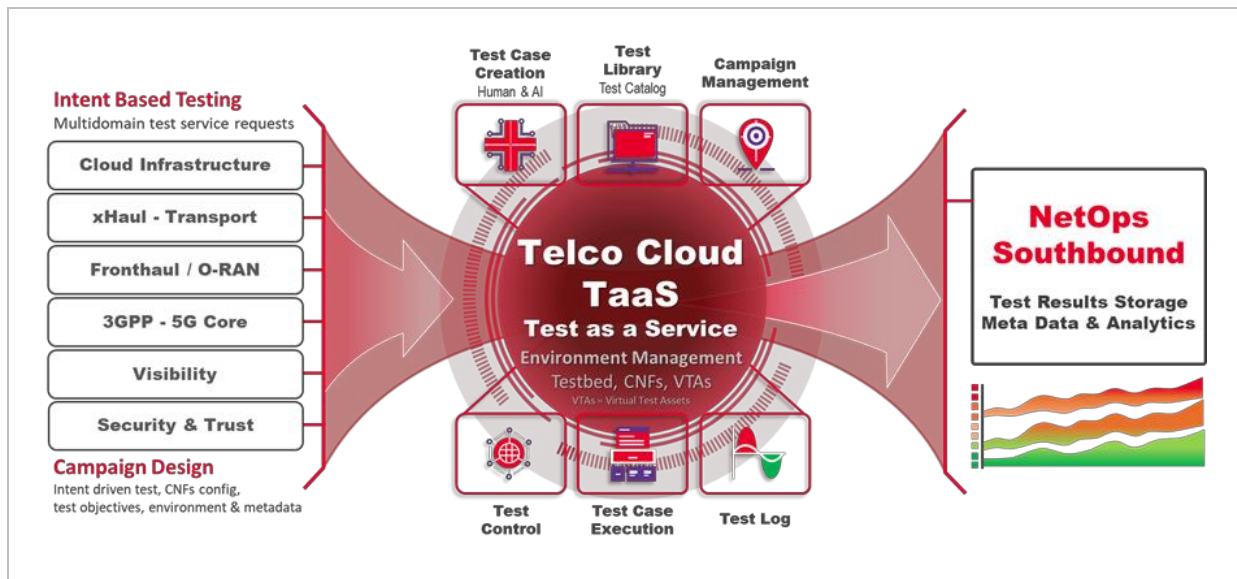 Intent Based Testing
Multidomain test service requests
Cloud Infrastructure
xHaul - Transport
Fronthaul / O-RAN
3GPP - 5G Core
Visibility
Security & Trust
Campaign Design
Intent driven test, CNFs config,
test objectives, environment & metadata
Test Case
Creation
Human & AI
Test
Library
Test Catalog
Campaign
Management
Telco Cloud
TaaS
Test as a Service
Environment Management
Testbed, CNFs, VTAs
VTAs = Virtual Test Assets
Test
Control
Test Case
Execution
Test Log
NetOps
Southbound
Test Results Storage
Meta Data & Analytics